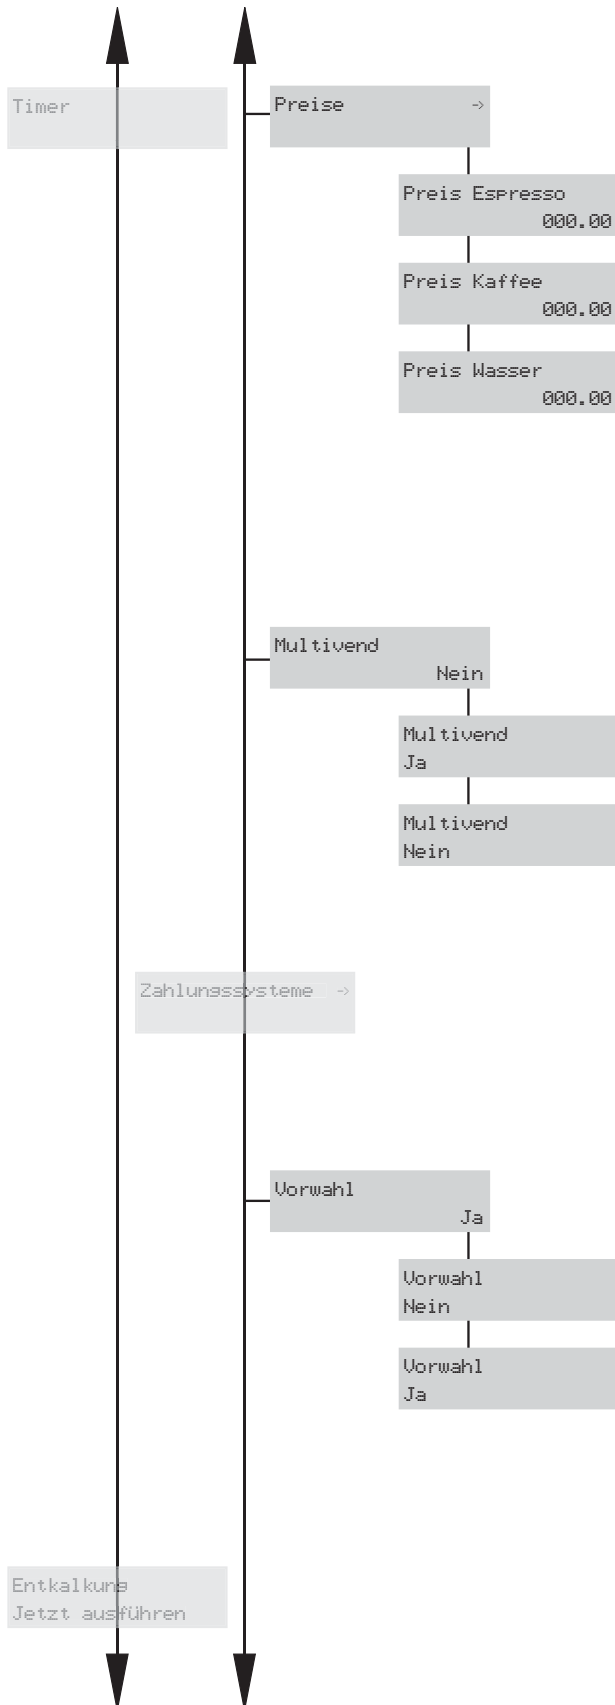 Timer
Preise →
Preis Espresso
000.00
Preis Kaffee
000.00
Preis Wasser
000.00
Multivend
Nein
Multivend
Ja
Multivend
Nein
Zahlungssysteme →
Vorwahl
Ja
Vorwahl
Nein
Vorwahl
Ja
Entkalkung
Jetzt ausführen